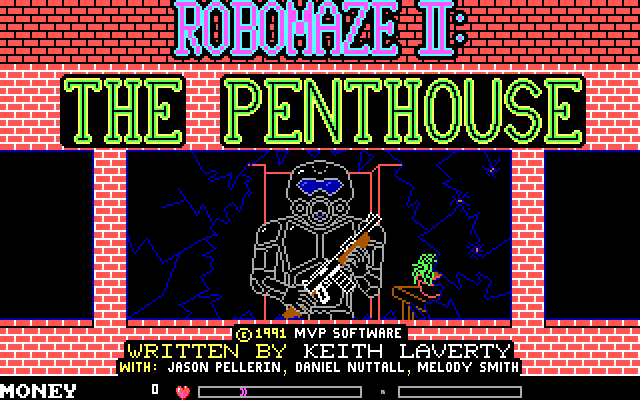 ROBOMAZE II:
THE PENTHOUSE
©1991 MVP SOFTWARE
WRITTEN BY KEITH LAVERTY
WITH: JASON PELLERIN, DANIEL NUTTALL, MELODY SMITH
MONEY 0